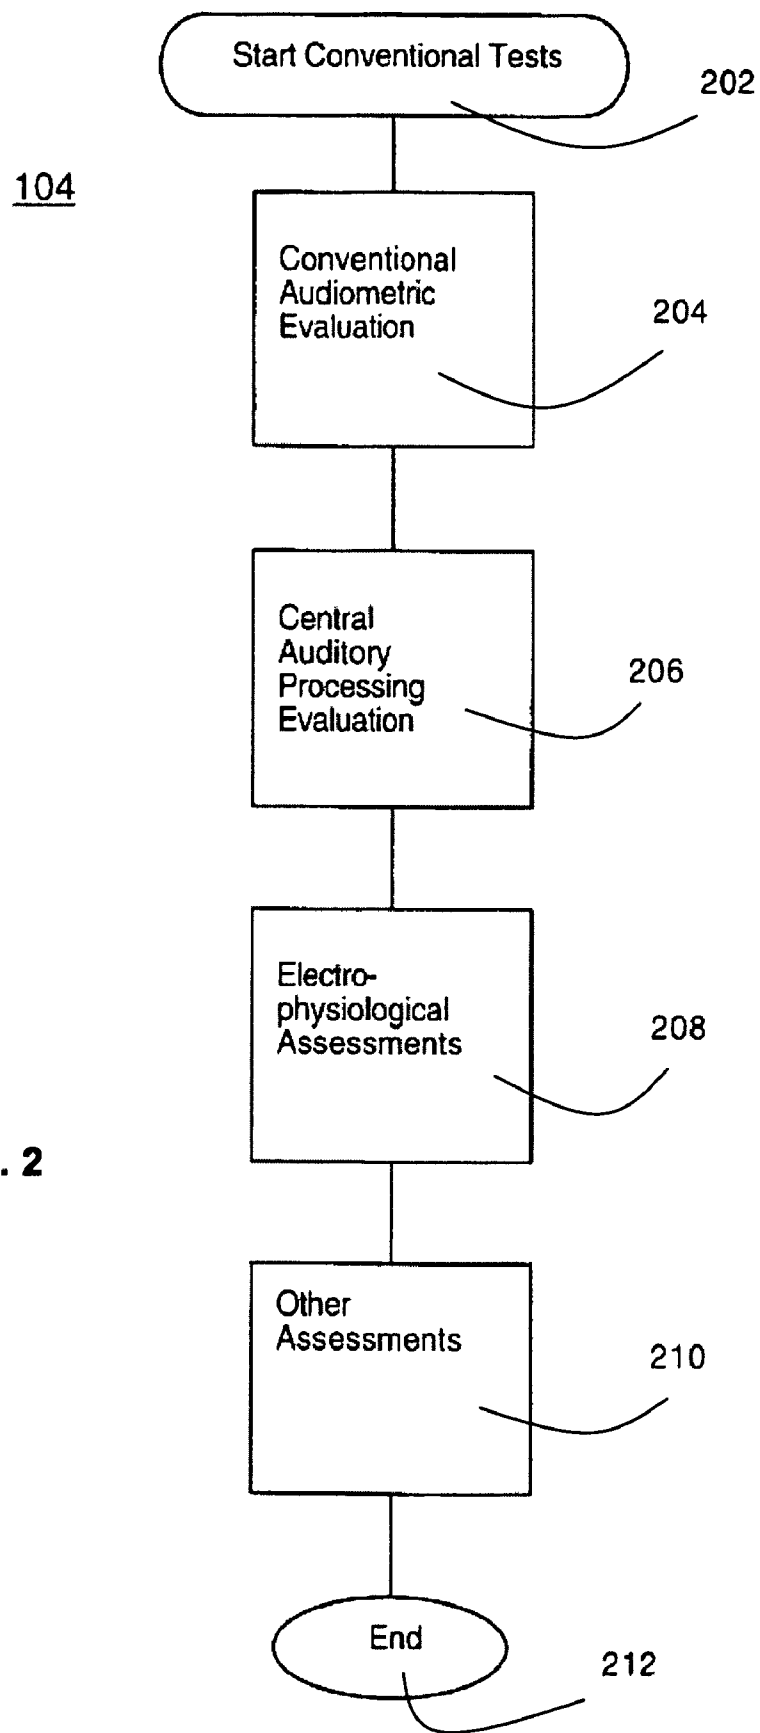 Start Conventional Tests
202
104
Conventional
Audiometric
Evaluation
204
Central
Auditory
Processing
Evaluation
206
Electro-
physiological
Assessments
208
. 2
Other
Assessments
210
End
212